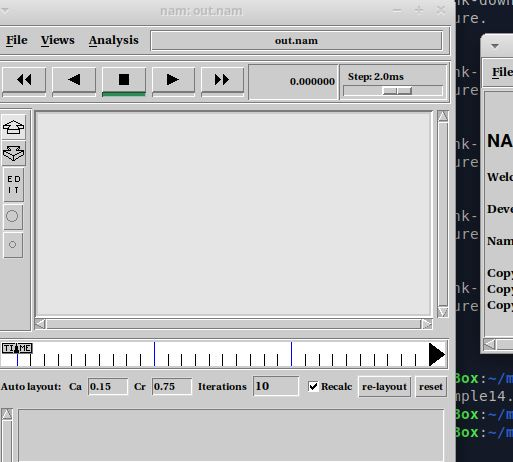 nam: out.nam
File Views Analysis out.nam
0.000000 Step: 2.0ms
ED
IT
TIME
Auto layout: Ca 0.15 Cr 0.75 Iterations 10 Recalc re-layout reset
ure.
nk-
ure
nk-
ure
nk-
ure
nk-
ure
File
NA
Welc
Deve
Nam
Copy
Copy
Copy
Box:~/m
mple14.
Box:~/m
Box:~/m